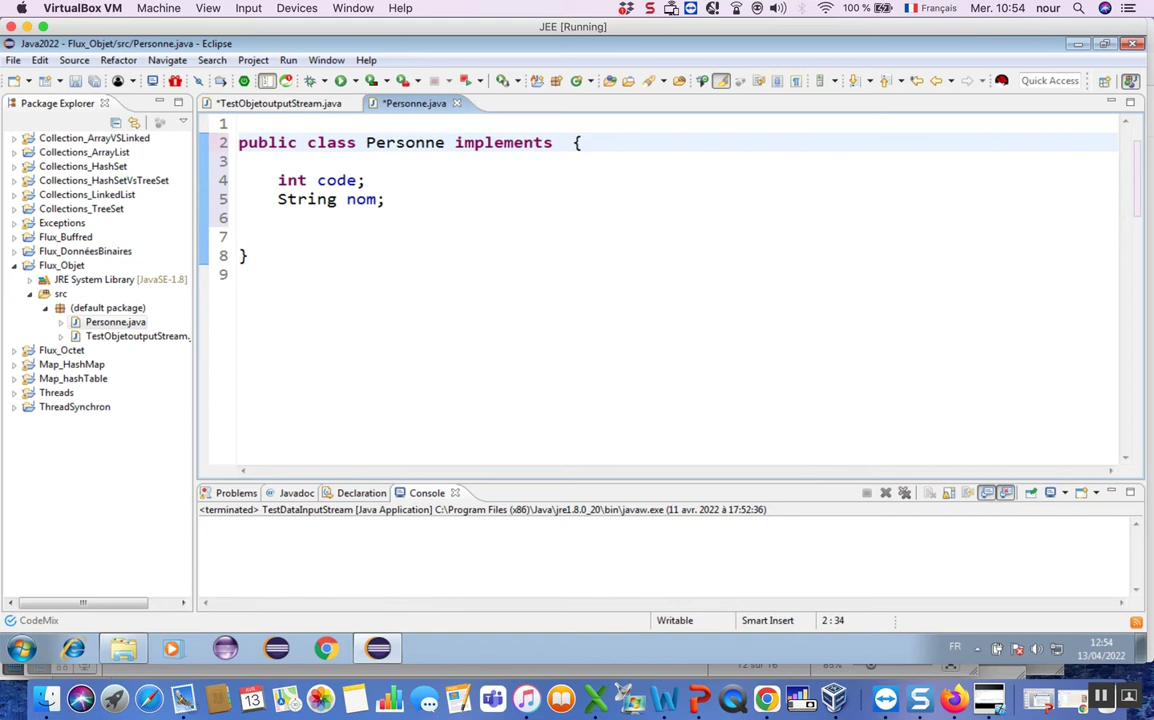 VirtualBox VM Machine View Input Devices Window Help 100 % Français Mer. 10:54 nour
JEE [Running]
Java2022 - Flux_Objet/src/Personne.java - Eclipse
File Edit Source Refactor Navigate Search Project Run Window Help
Quick Access
Package Explorer
*TestObjetoutputStream.java
*Personne.java
Collection_ArrayVSLinked
Collections_ArrayList
Collections_HashSet
Collections_HashSetVsTreeSet
Collections_LinkedList
Collections_TreeSet
Exceptions
Flux_Buffred
Flux_DonnéesBinaires
Flux_Objet
JRE System Library [JavaSE-1.8]
src
(default package)
Personne.java
TestObjetoutputStream.
Flux_Octet
Map_HashMap
Map_hashTable
Threads
ThreadSynchron
1
2 public class Personne implements {
3
4 int code;
5 String nom;
6
7
8 }
9
Problems Javadoc Declaration Console
<terminated> TestDataInputStream [Java Application] C:\Program Files (x86)\Java\jre1.8.0_20\bin\javaw.exe (11 avr. 2022 à 17:52:36)
CodeMix Writable Smart Insert 2 : 34
FR 12:54
13/04/2022
12 sur 16 85%